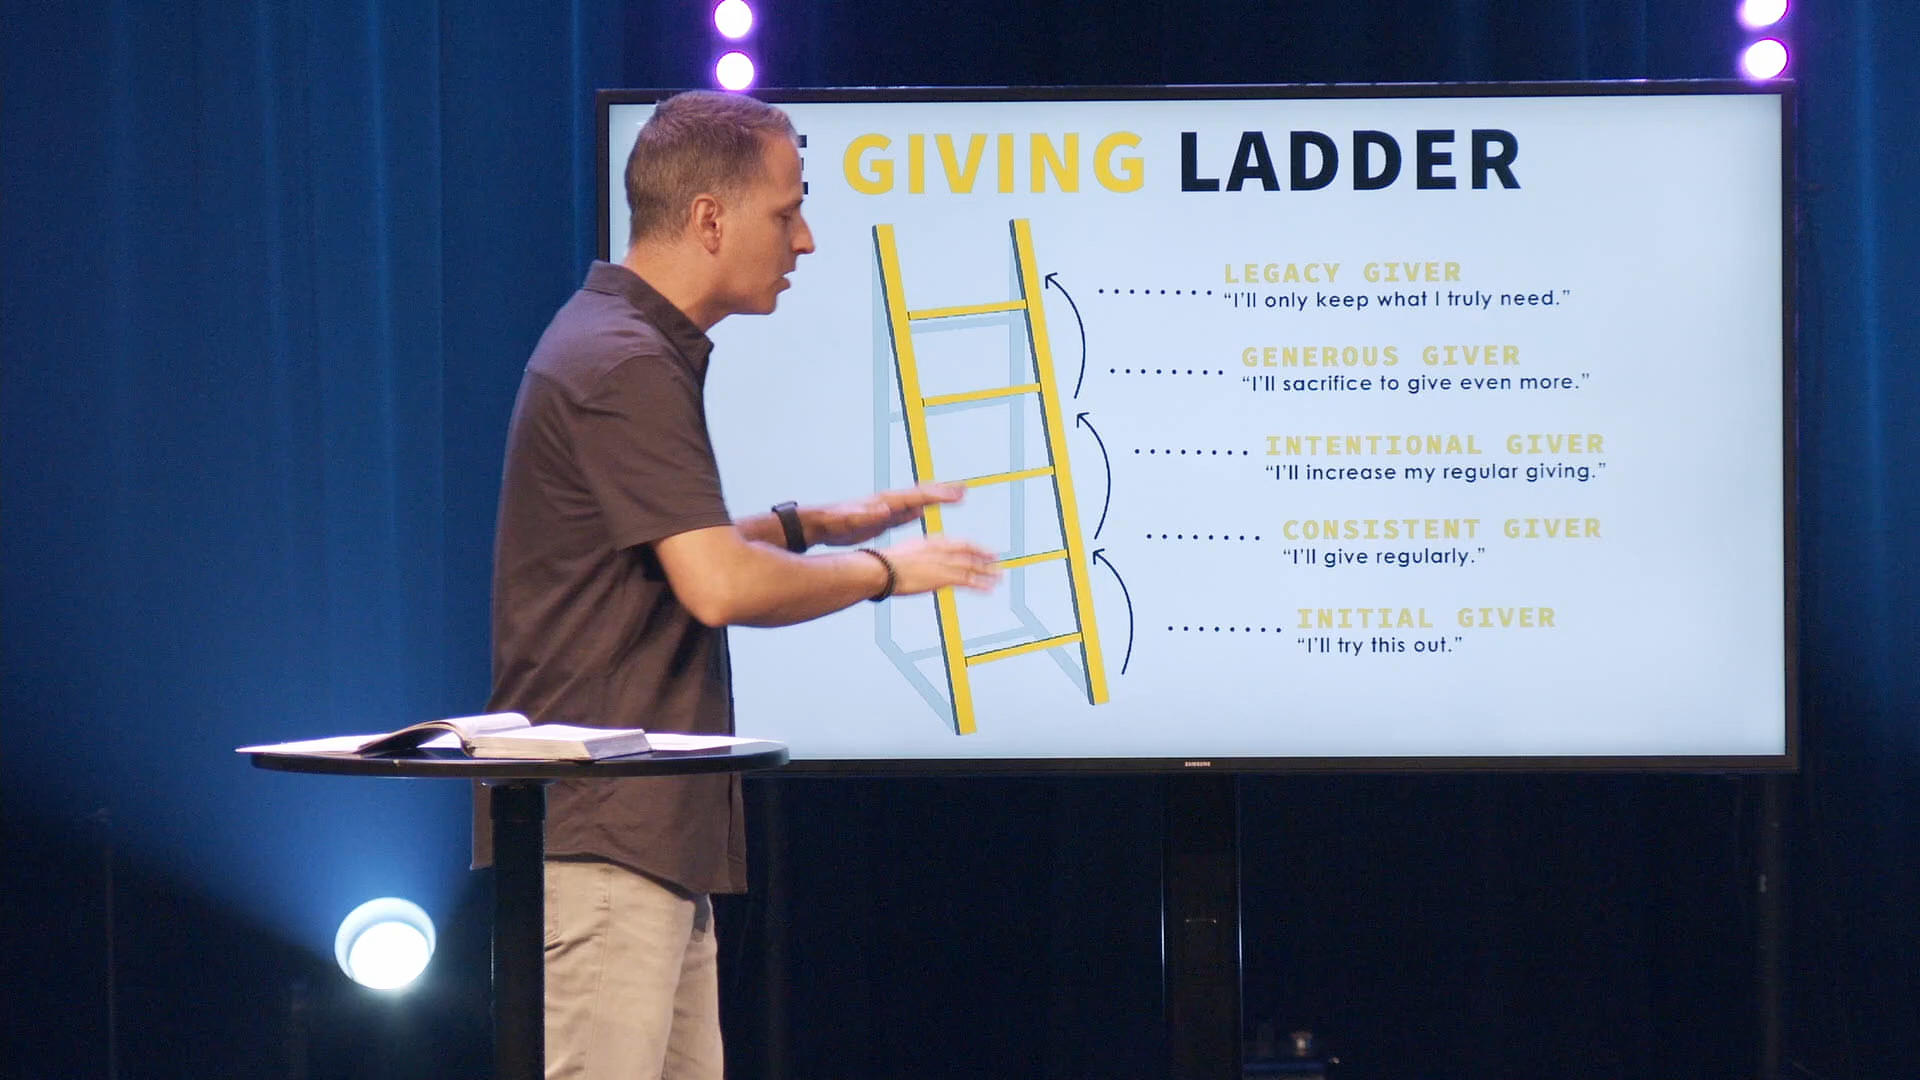 GIVING LADDER
LEGACY GIVER
“I’ll only keep what I truly need.”
GENEROUS GIVER
“I’ll sacrifice to give even more.”
INTENTIONAL GIVER
“I’ll increase my regular giving.”
CONSISTENT GIVER
“I’ll give regularly.”
INITIAL GIVER
“I’ll try this out.”
SAMSUNG